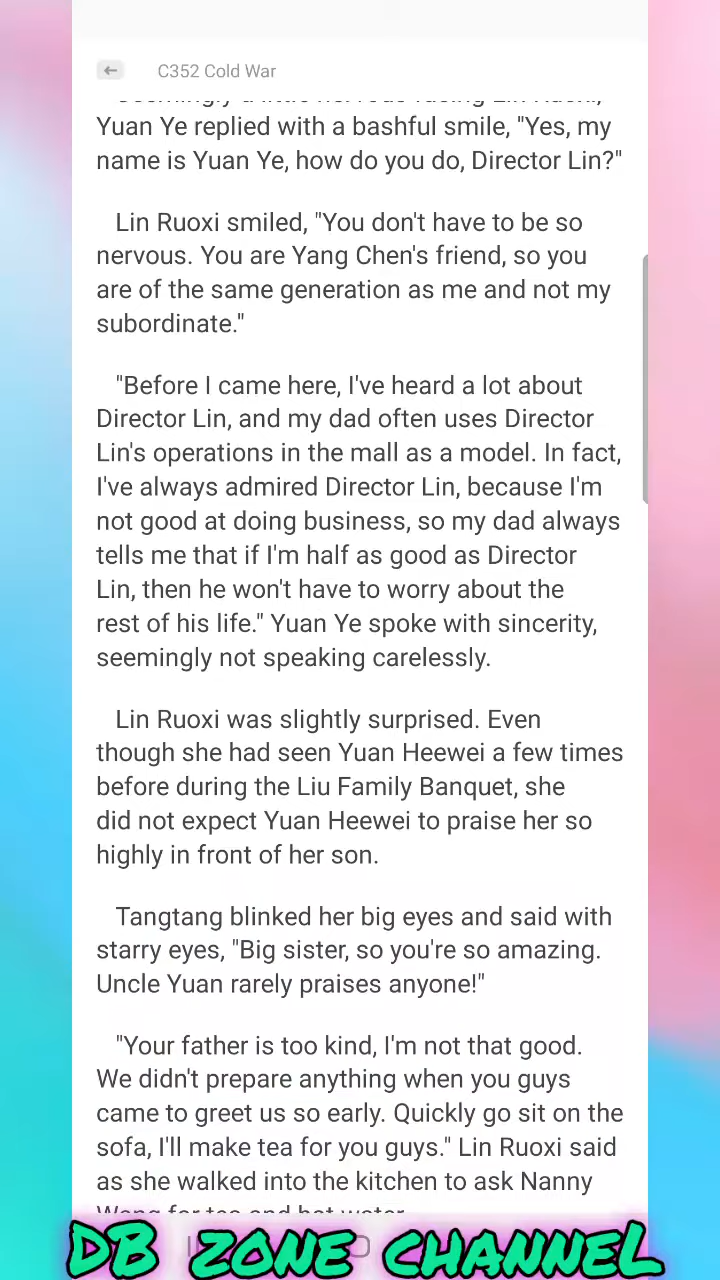 C352 Cold War
Yuan Ye replied with a bashful smile, "Yes, my
name is Yuan Ye, how do you do, Director Lin?"
Lin Ruoxi smiled, "You don't have to be so
nervous. You are Yang Chen's friend, so you
are of the same generation as me and not my
subordinate."
"Before I came here, I've heard a lot about
Director Lin, and my dad often uses Director
Lin's operations in the mall as a model. In fact,
I've always admired Director Lin, because I'm
not good at doing business, so my dad always
tells me that if I'm half as good as Director
Lin, then he won't have to worry about the
rest of his life." Yuan Ye spoke with sincerity,
seemingly not speaking carelessly.
Lin Ruoxi was slightly surprised. Even
though she had seen Yuan Heewei a few times
before during the Liu Family Banquet, she
did not expect Yuan Heewei to praise her so
highly in front of her son.
Tangtang blinked her big eyes and said with
starry eyes, "Big sister, so you're so amazing.
Uncle Yuan rarely praises anyone!"
"Your father is too kind, I'm not that good.
We didn't prepare anything when you guys
came to greet us so early. Quickly go sit on the
sofa, I'll make tea for you guys." Lin Ruoxi said
as she walked into the kitchen to ask Nanny
DB ZONE CHANNEL